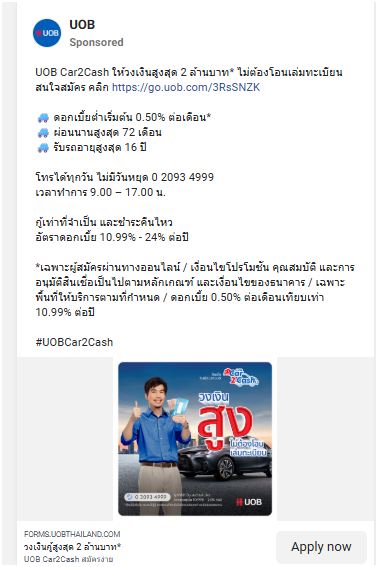 UOB
UOB
Sponsored
UOB Car2Cash ให้วงเงินสูงสุด 2 ล้านบาท* ไม่ต้องโอนเล่มทะเบียน
สนใจสมัคร คลิก https://go.uob.com/3RsSNZK
🚙 ดอกเบี้ยต่ำเริ่มต้น 0.50% ต่อเดือน*
🚙 ผ่อนนานสูงสุด 72 เดือน
🚙 รับรถอายุสูงสุด 16 ปี
โทรได้ทุกวัน ไม่มีวันหยุด 0 2093 4999
เวลาทำการ 9.00 – 17.00 น.
กู้เท่าที่จำเป็น และชำระคืนไหว
อัตราดอกเบี้ย 10.99% - 24% ต่อปี
*เฉพาะผู้สมัครผ่านทางออนไลน์ / เงื่อนไขโปรโมชั่น คุณสมบัติ และการ
อนุมัติสินเชื่อเป็นไปตามหลักเกณฑ์ และเงื่อนไขของธนาคาร / เฉพาะ
พื้นที่ให้บริการตามที่กำหนด / ดอกเบี้ย 0.50% ต่อเดือนเทียบเท่า
10.99% ต่อปี
#UOBCar2Cash
Car
2Cash
วงเงิน
สูง
ไม่ต้องโอน
เล่มทะเบียน
0 2093 4999
UOB
FORMS.UOBTHAILAND.COM
วงเงินกู้สูงสุด 2 ล้านบาท*
UOB Car2Cash สมัครง่าย
Apply now